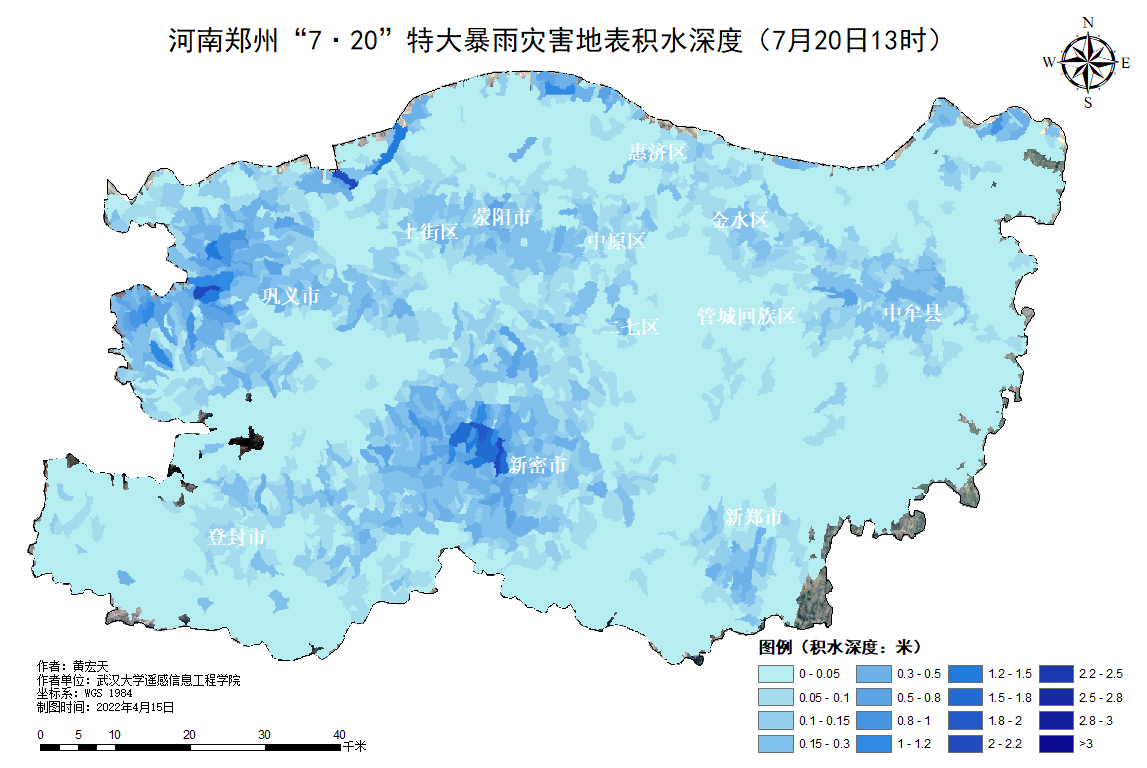 河南郑州“7·20”特大暴雨灾害地表积水深度（7月20日13时）
N
W E
S
惠济区
荥阳市
上街区
中原区
金水区
巩义市
二七区
管城回族区
中牟县
新密市
登封市
新郑市
图例（积水深度：米）
0 - 0.05
0.05 - 0.1
0.1 - 0.15
0.15 - 0.3
0.3 - 0.5
0.5 - 0.8
0.8 - 1
1 - 1.2
1.2 - 1.5
1.5 - 1.8
1.8 - 2
2 - 2.2
2.2 - 2.5
2.5 - 2.8
2.8 - 3
>3
作者：黄宏天
作者单位：武汉大学遥感信息工程学院
坐标系：WGS 1984
制图时间：2022年4月15日
0 5 10 20 30 40
千米